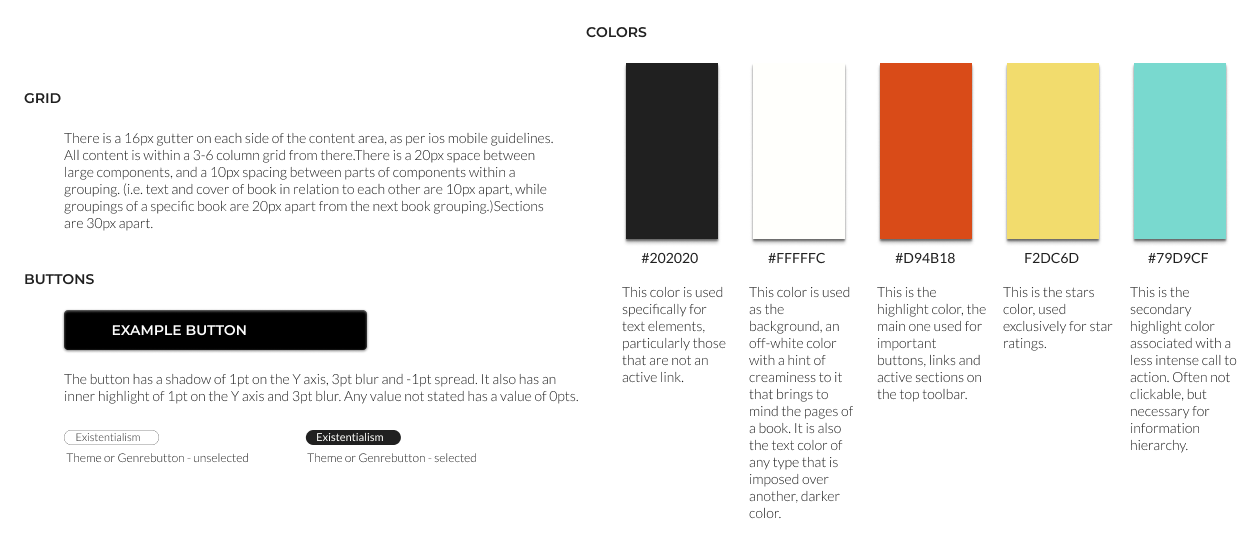 COLORS
GRID
There is a 16px gutter on each side of the content area, as per ios mobile guidelines.
All content is within a 3-6 column grid from there.There is a 20px space between
large components, and a 10px spacing between parts of components within a
grouping. (i.e. text and cover of book in relation to each other are 10px apart, while
groupings of a specific book are 20px apart from the next book grouping.)Sections
are 30px apart.
BUTTONS
EXAMPLE BUTTON
The button has a shadow of 1pt on the Y axis, 3pt blur and -1pt spread. It also has an
inner highlight of 1pt on the Y axis and 3pt blur. Any value not stated has a value of 0pts.
Existentialism
Theme or Genrebutton - unselected
Existentialism
Theme or Genrebutton - selected
#202020
This color is used
specifically for
text elements,
particularly those
that are not an
active link.
#FFFFFC
This color is used
as the
background, an
off-white color
with a hint of
creaminess to it
that brings to
mind the pages of
a book. It is also
the text color of
any type that is
imposed over
another, darker
color.
#D94B18
This is the
highlight color, the
main one used for
important
buttons, links and
active sections on
the top toolbar.
F2DC6D
This is the stars
color, used
exclusively for star
ratings.
#79D9CF
This is the
secondary
highlight color
associated with a
less intense call to
action. Often not
clickable, but
necessary for
information
hierarchy.